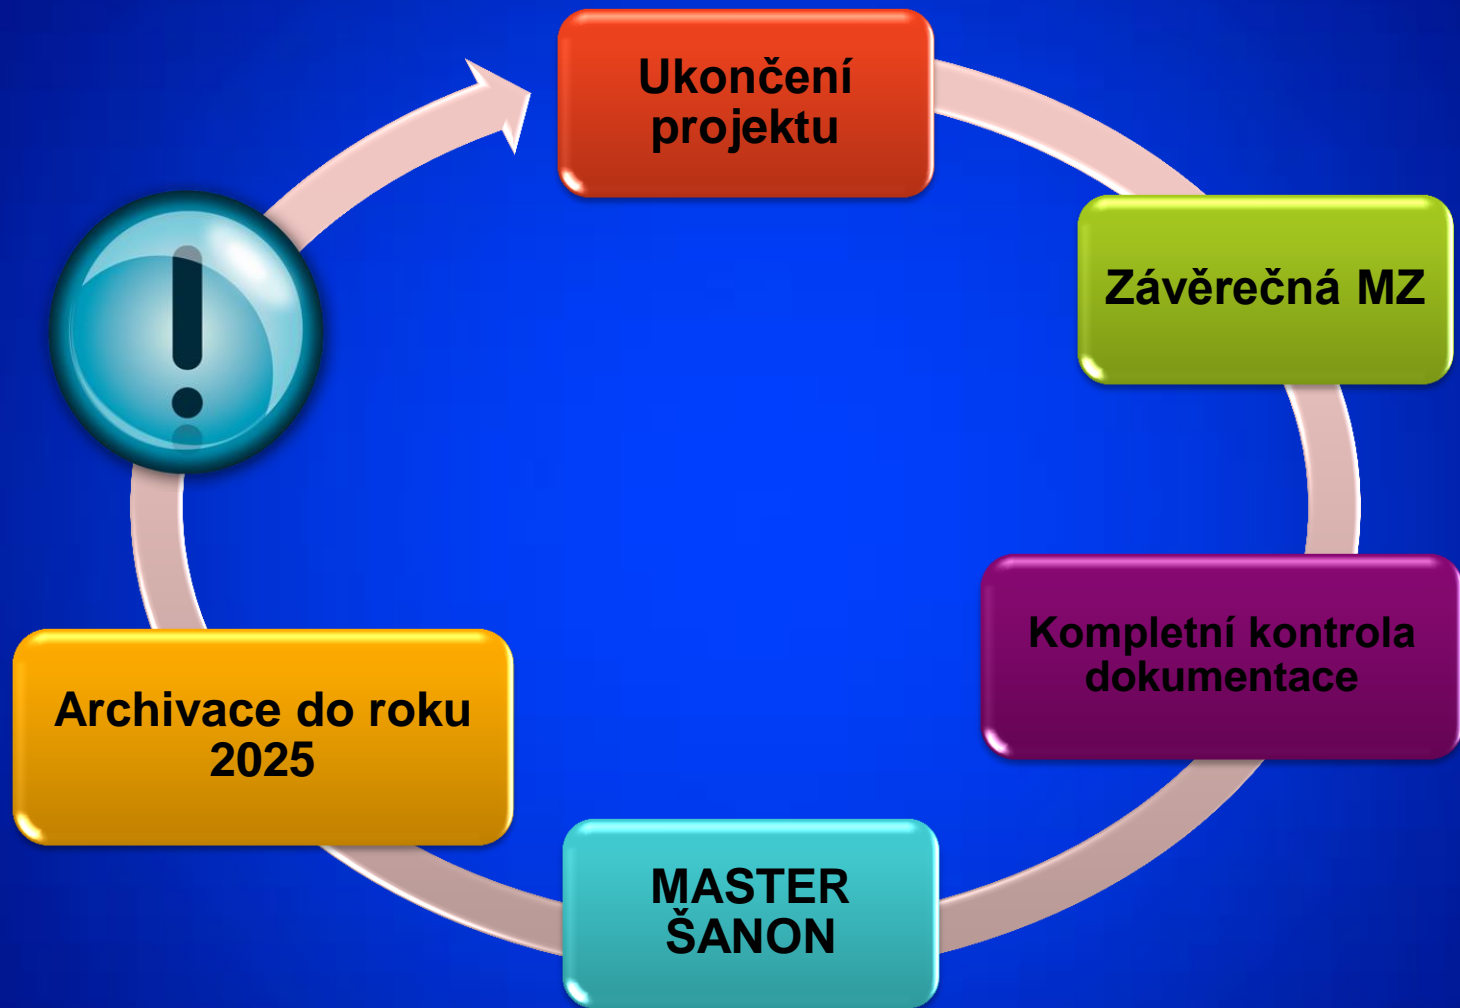 Ukončení
projektu
Závěrečná MZ
Kompletní kontrola
dokumentace
MASTER
ŠANON
Archivace do roku
2025
!